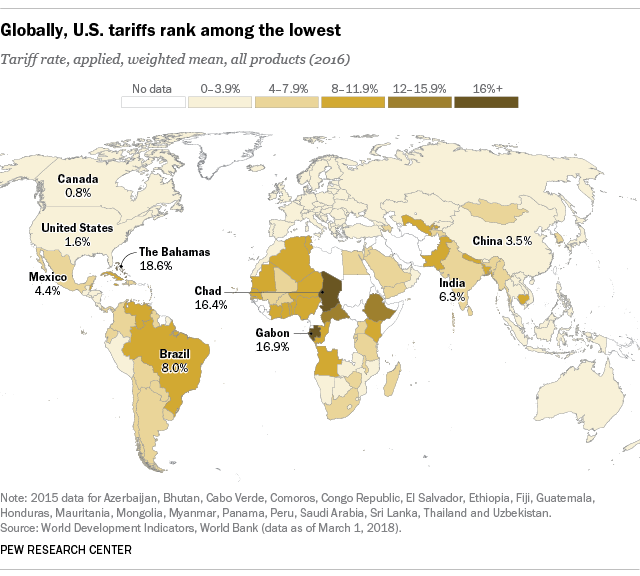 Globally, U.S. tariffs rank among the lowest
Tariff rate, applied, weighted mean, all products (2016)
No data 0–3.9% 4–7.9% 8–11.9% 12–15.9% 16%+
Canada
0.8%
United States
1.6%
The Bahamas
18.6%
China 3.5%
Mexico
4.4%
Chad
16.4%
India
6.3%
Gabon
16.9%
Brazil
8.0%
Note: 2015 data for Azerbaijan, Bhutan, Cabo Verde, Comoros, Congo Republic, El Salvador, Ethiopia, Fiji, Guatemala,
Honduras, Mauritania, Mongolia, Myanmar, Panama, Peru, Saudi Arabia, Sri Lanka, Thailand and Uzbekistan.
Source: World Development Indicators, World Bank (data as of March 1, 2018).
PEW RESEARCH CENTER